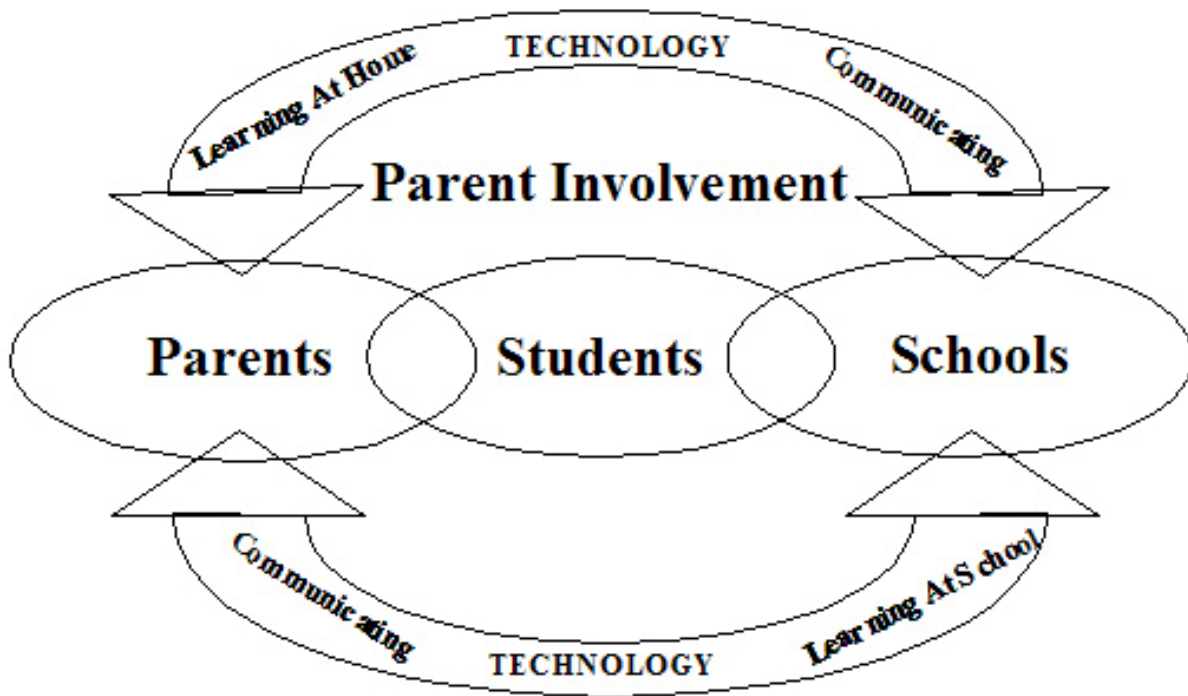 TECHNOLOGY
Learning At Home
Communicating
Parent Involvement
Parents
Students
Schools
Communicating
Learning At School
TECHNOLOGY